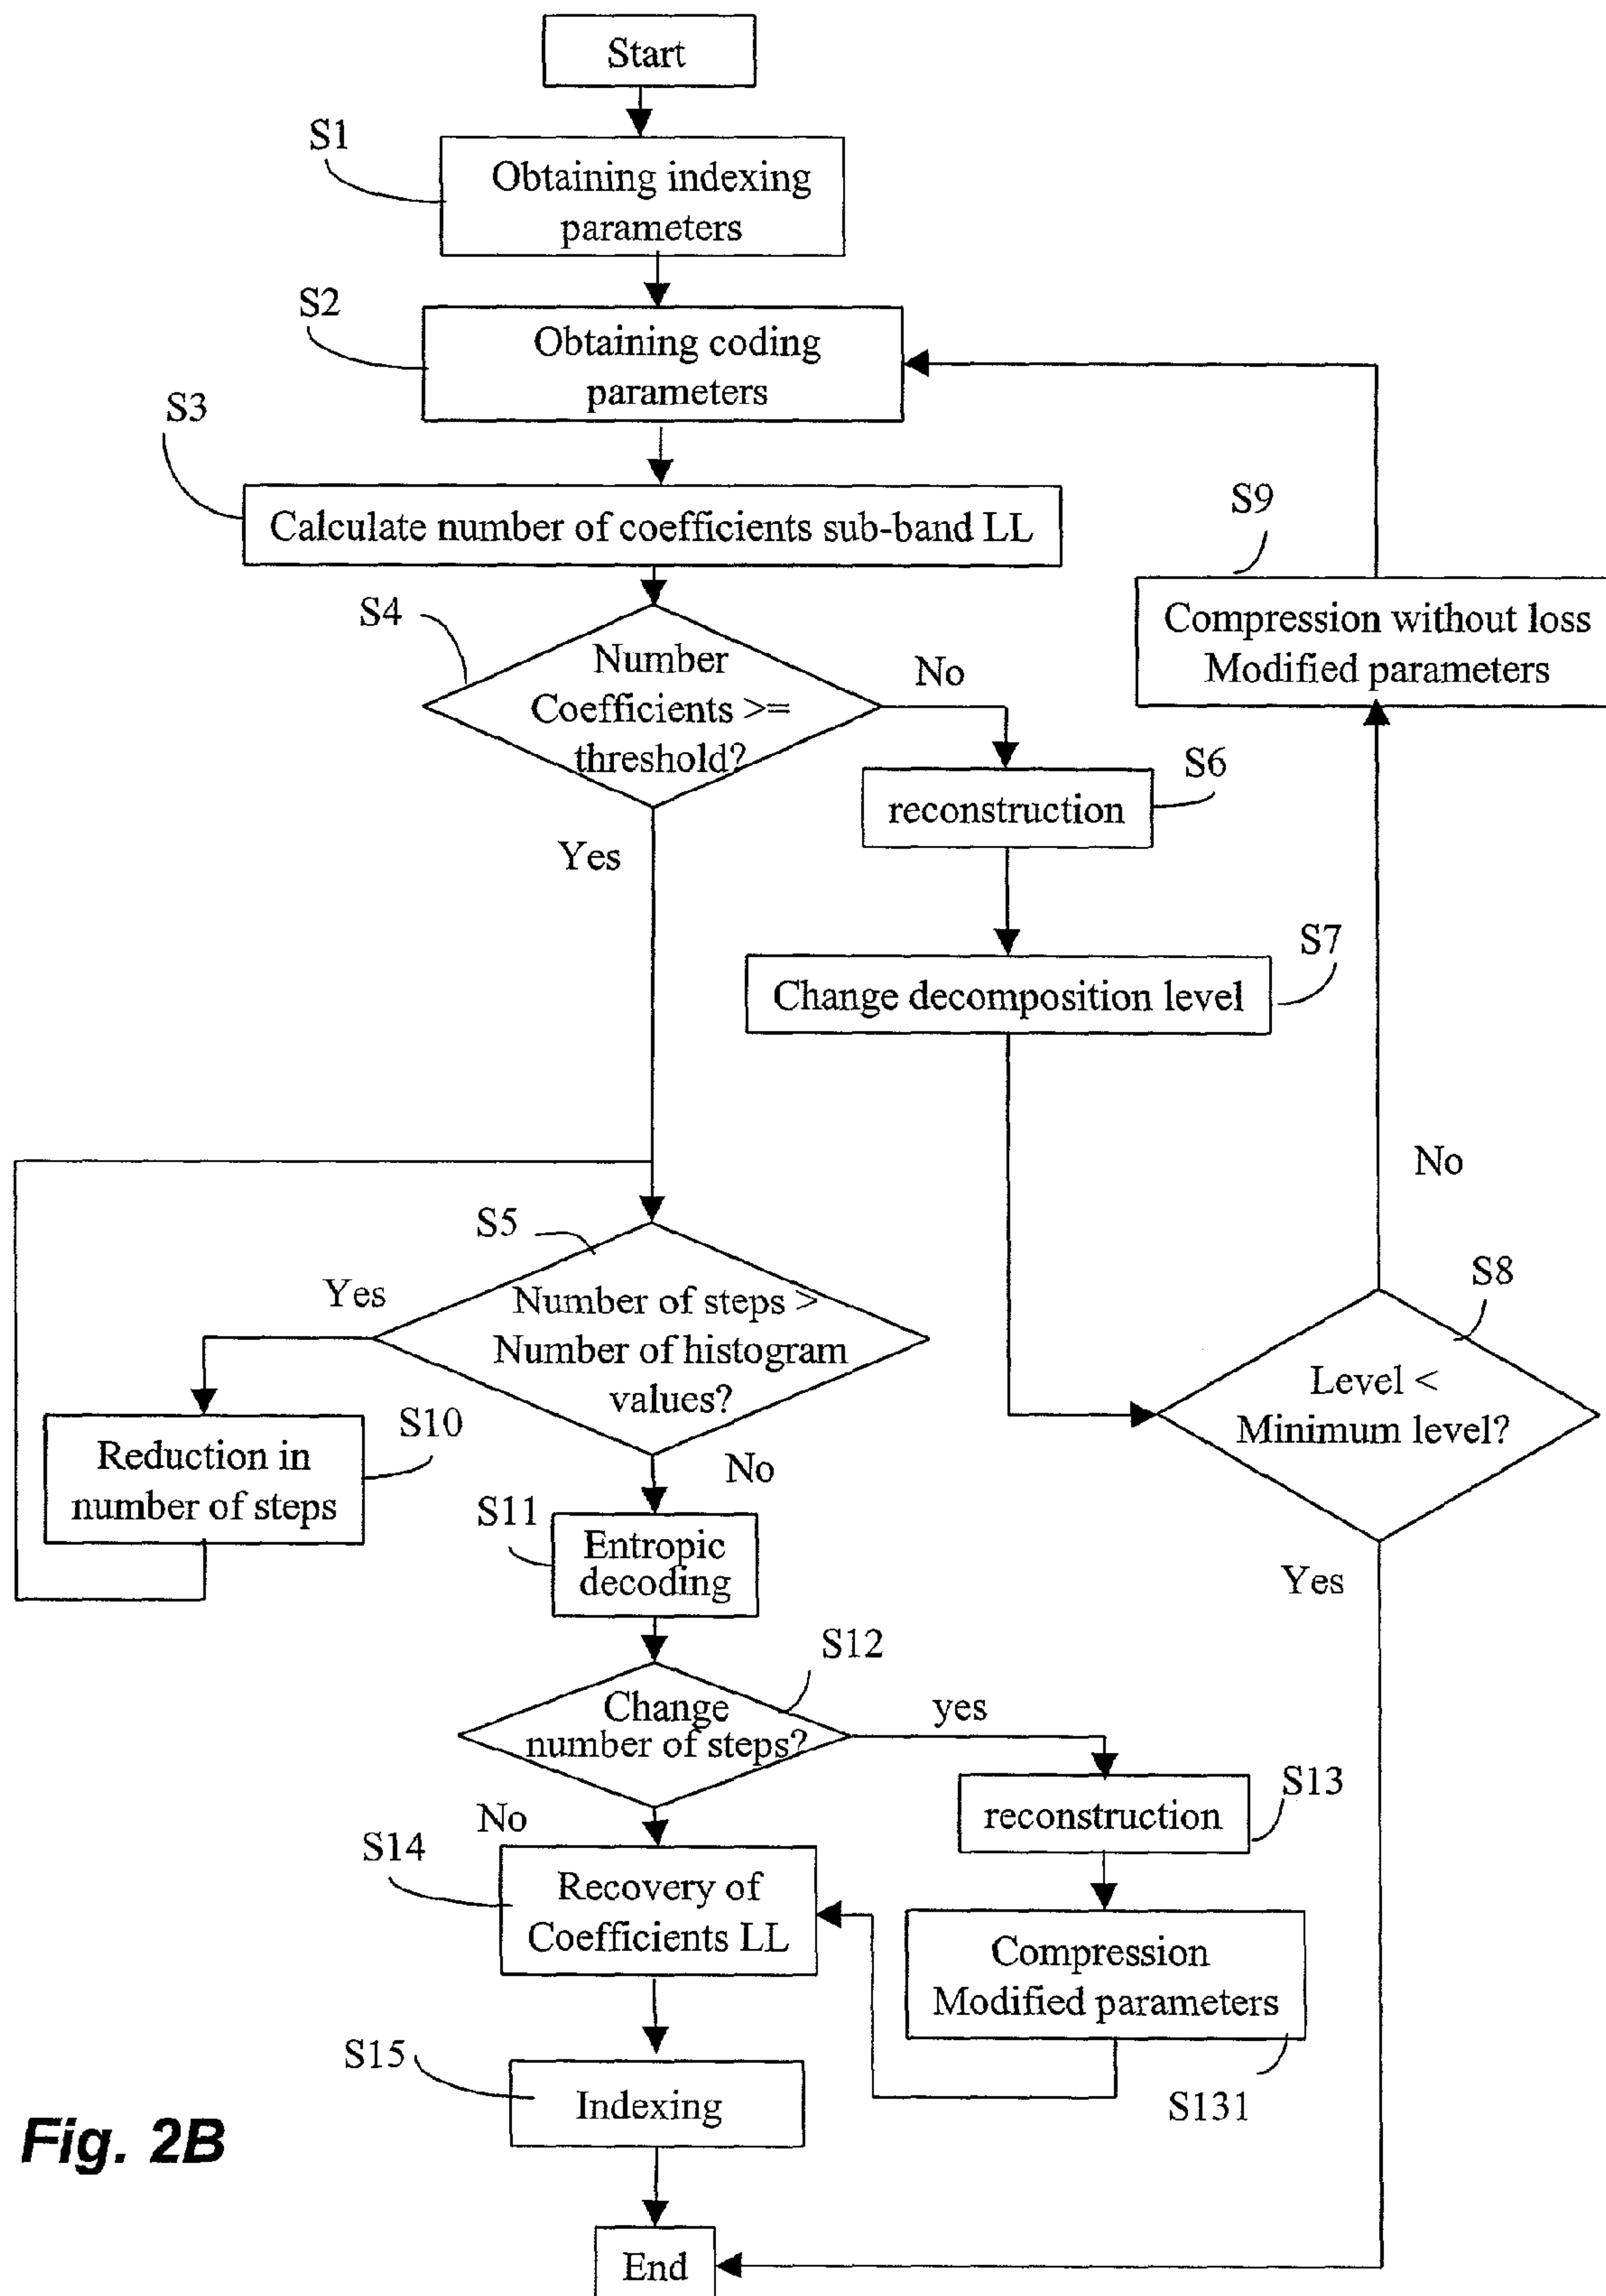 Start
S1
Obtaining indexing
parameters
S2
Obtaining coding
parameters
S3
Calculate number of coefficients sub-band LL
S9
Compression without loss
Modified parameters
S4
Number
Coefficients >=
threshold?
No
Yes
S6
reconstruction
S7
Change decomposition level
No
S5
Yes
Number of steps >
Number of histogram
values?
S8
Level <
Minimum level?
S10
Reduction in
number of steps
No
S11
Entropic
decoding
Yes
S12
Change
number of steps?
yes
No
S13
reconstruction
S14
Recovery of
Coefficients LL
Compression
Modified parameters
S131
S15
Indexing
Fig. 2B
End